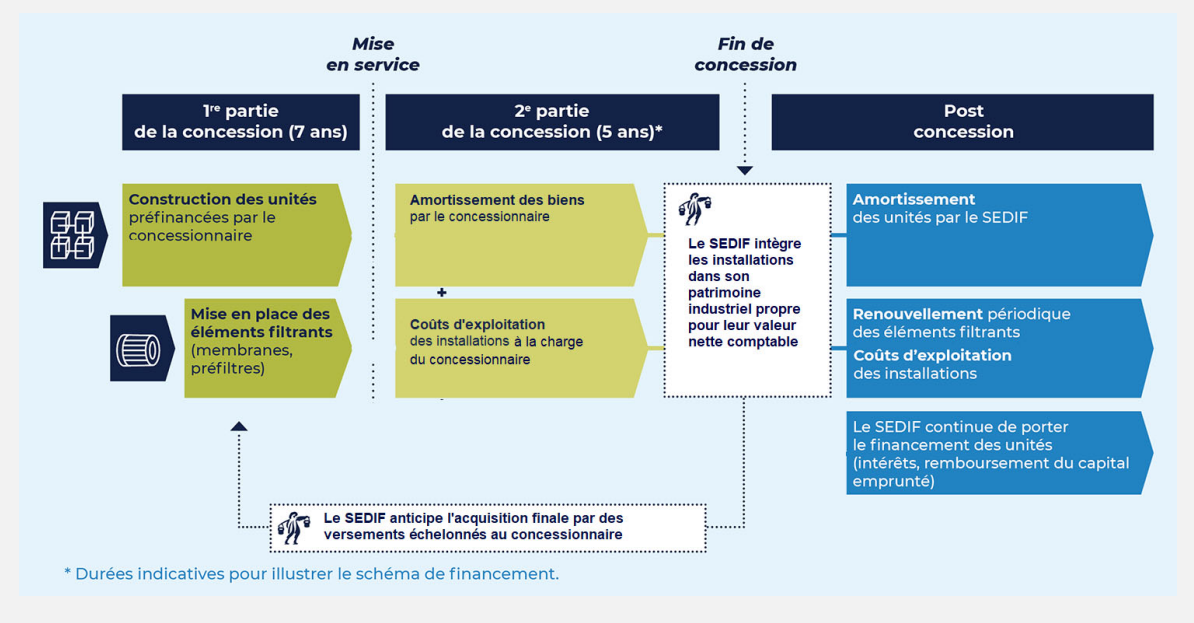 Mise
en service
Fin de
concession
1re partie
de la concession (7 ans)
2e partie
de la concession (5 ans)*
Post
concession
Construction des unités
préfinancées par le
concessionnaire
Mise en place des
éléments filtrants
(membranes,
préfiltres)
Amortissement des biens
par le concessionnaire
+
Coûts d'exploitation
des installations à la charge
du concessionnaire
Le SEDIF intègre
les installations
dans son
patrimoine
industriel propre
pour leur valeur
nette comptable
Amortissement
des unités par le SEDIF
Renouvellement périodique
des éléments filtrants
Coûts d’exploitation
des installations
Le SEDIF continue de porter
le financement des unités
(intérêts, remboursement du capital
emprunté)
Le SEDIF anticipe l'acquisition finale par des
versements échelonnés au concessionnaire
* Durées indicatives pour illustrer le schéma de financement.